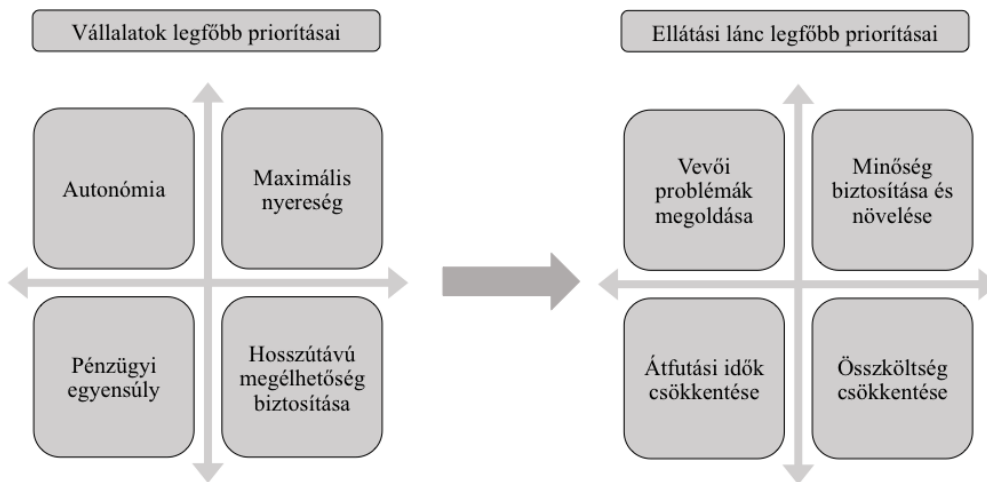 Vállalatok legfőbb prioritásai
Autonómia
Maximális
nyereség
Pénzügyi
egyensúly
Hosszútávú
megélhetőség
biztosítása
Ellátási lánc legfőbb prioritásai
Vevői
problémák
megoldása
Minőség
biztosítása és
növelése
Átfutási idők
csökkentése
Összköltség
csökkentése